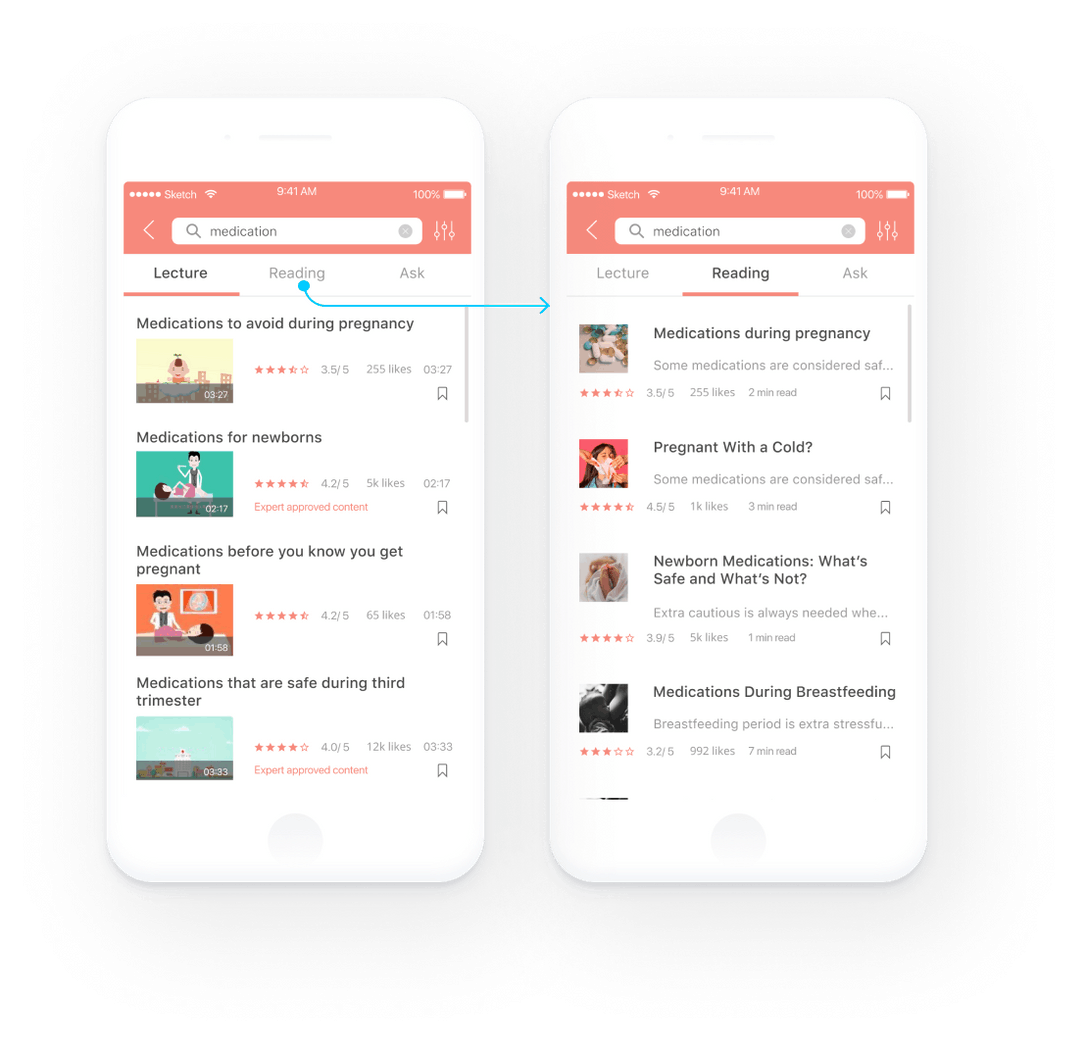 Sketch 9:41 AM 100%
medication
Lecture Reading Ask
Medications to avoid during pregnancy
03:27
3.5/5 255 likes 03:27
Medications for newborns
02:17
4.2/5 5k likes 02:17
Expert approved content
Medications before you know you get
pregnant
01:58
4.2/5 65 likes 01:58
Medications that are safe during third
trimester
03:33
4.0/5 12k likes 03:33
Expert approved content
Sketch 9:41 AM 100%
medication
Lecture Reading Ask
Medications during pregnancy
Some medications are considered saf...
3.5/5 255 likes 2 min read
Pregnant With a Cold?
Some medications are considered saf...
4.5/5 1k likes 3 min read
Newborn Medications: What’s
Safe and What’s Not?
Extra cautious is always needed whe...
3.9/5 5k likes 1 min read
Medications During Breastfeeding
Breastfeeding period is extra stressfu...
3.2/5 992 likes 7 min read